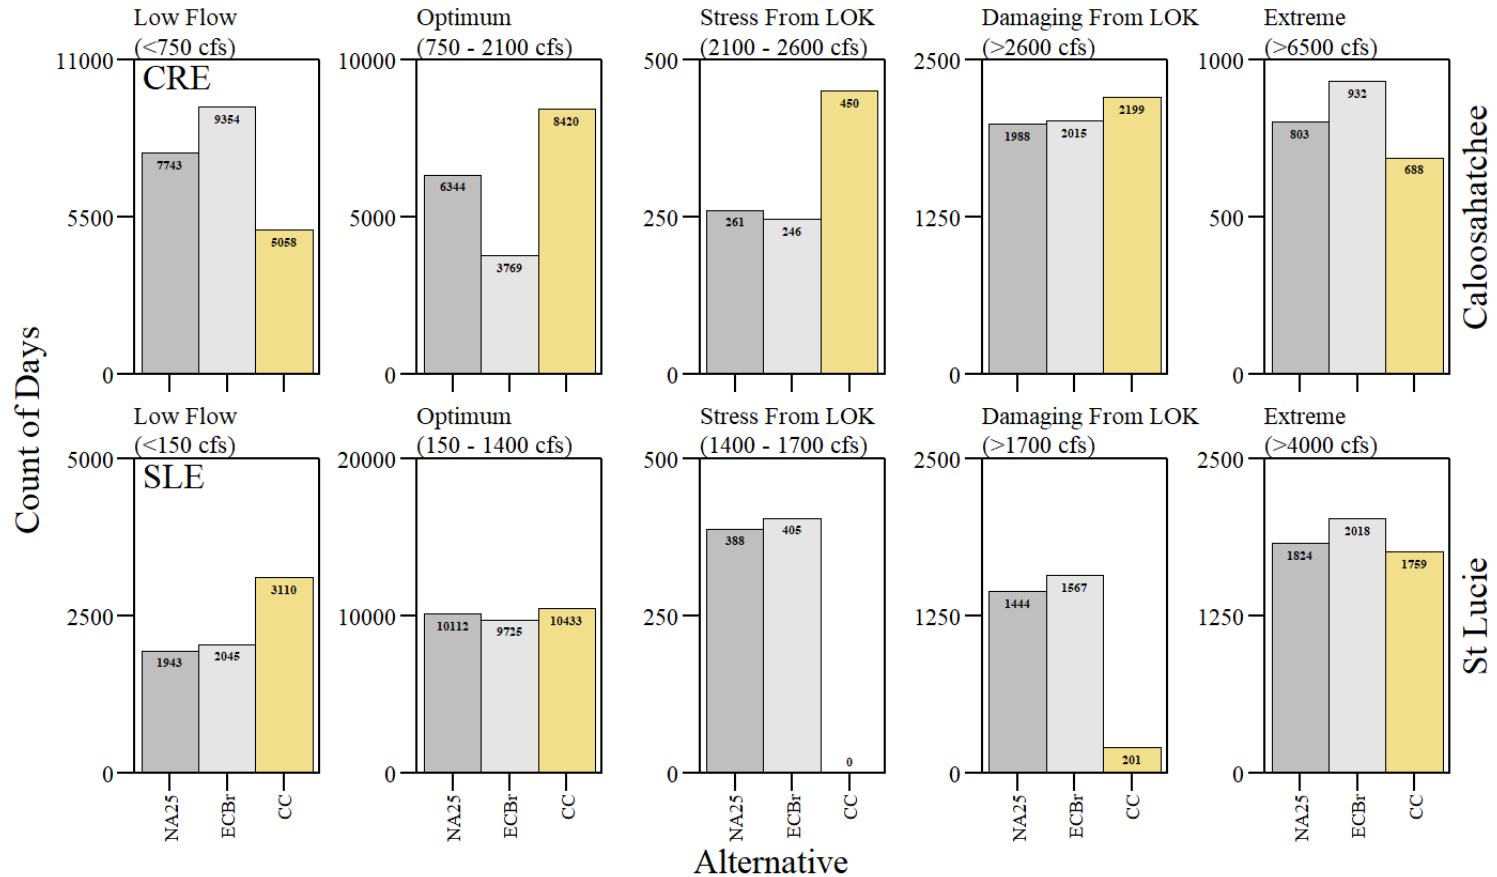 Low Flow
(<750 cfs)
Optimum
(750 - 2100 cfs)
Stress From LOK
(2100 - 2600 cfs)
Damaging From LOK
(>2600 cfs)
Extreme
(>6500 cfs)
11000
5500
0
CRE
7743
9354
5058
10000
5000
0
6344
3769
8420
500
250
0
261
246
450
2500
1250
0
1988
2015
2199
1000
500
0
803
932
688
Caloosahatchee
Count of Days
Low Flow
(<150 cfs)
Optimum
(150 - 1400 cfs)
Stress From LOK
(1400 - 1700 cfs)
Damaging From LOK
(>1700 cfs)
Extreme
(>4000 cfs)
5000
2500
0
SLE
1943
2045
3110
20000
10000
0
10112
9725
10433
500
250
0
388
405
0
2500
1250
0
1444
1567
201
2500
1250
0
1824
2018
1759
St Lucie
NA25
ECBr
CC
NA25
ECBr
CC
NA25
ECBr
CC
NA25
ECBr
CC
NA25
ECBr
CC
Alternative